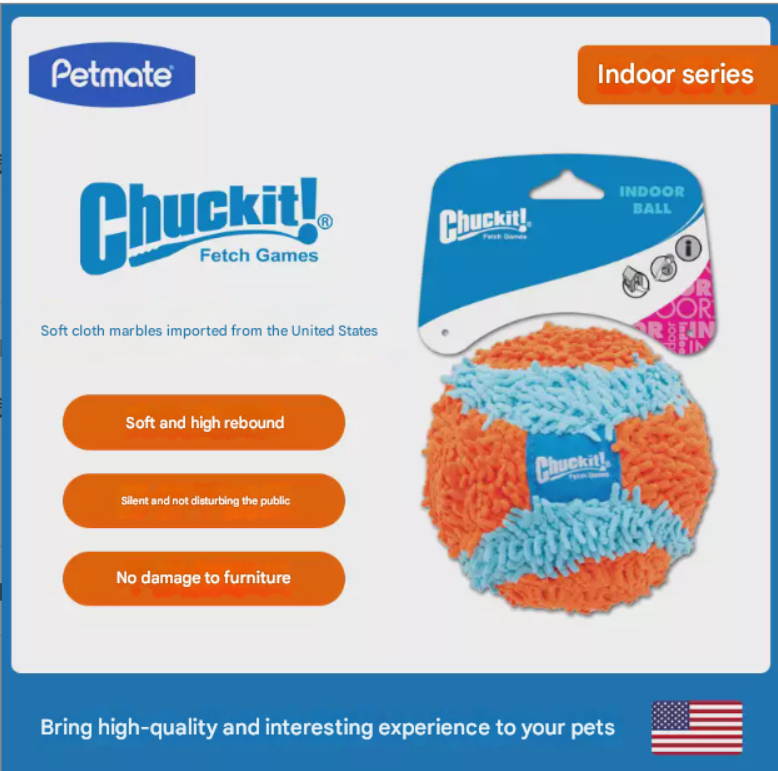 Petmate®
Indoor series
Chuckit!®
Fetch Games
Soft cloth marbles imported from the United States
Soft and high rebound
Silent and not disturbing the public
No damage to furniture
INDOOR
BALL
Chuckit!
Fetch Games
Chuckit!
Fetch Games
Bring high-quality and interesting experience to your pets